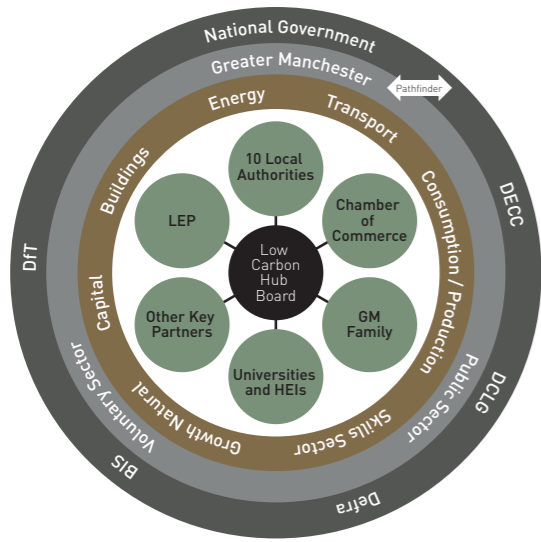 National Government
DECC
DCLG
Defra
BIS
DfT
Greater Manchester
Pathfinder
Public Sector
Voluntary Sector
Energy
Transport
Consumption / Production
Skills Sector
Growth Natural
Capital
Buildings
10 Local
Authorities
Chamber
of
Commerce
GM
Family
Universities
and HEIs
Other Key
Partners
LEP
Low
Carbon
Hub
Board